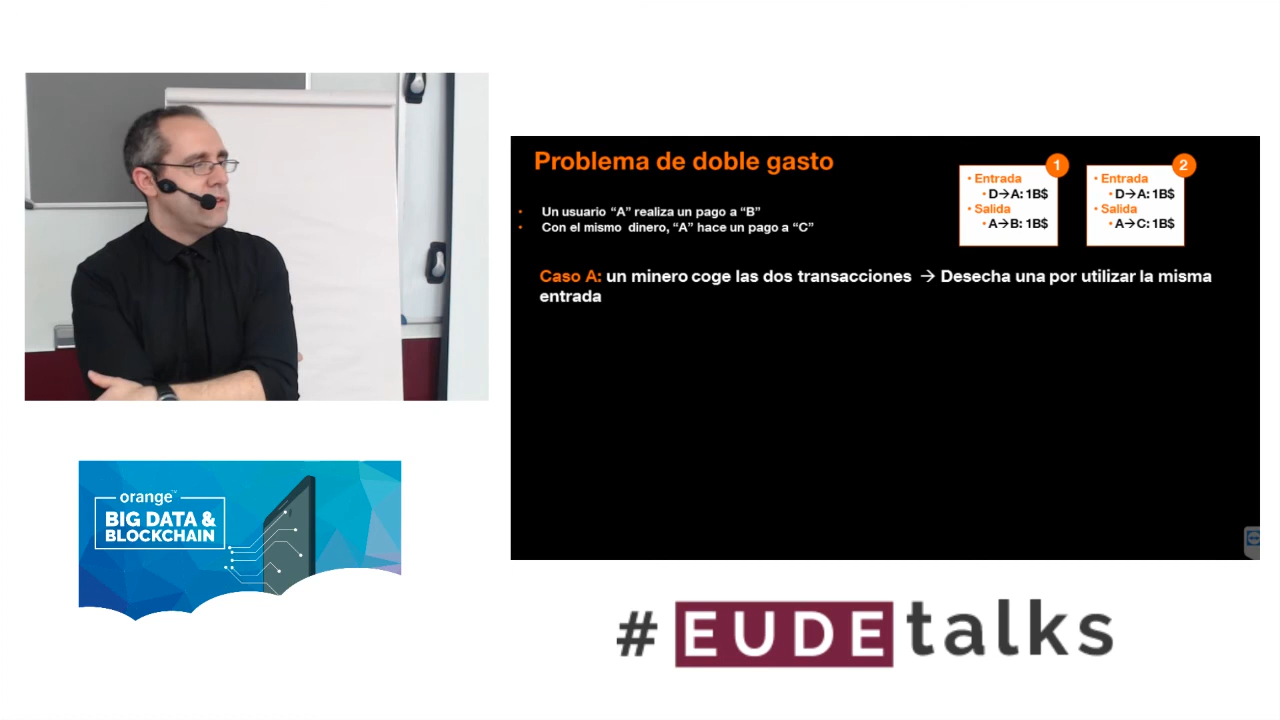 Problema de doble gasto
• Un usuario “A” realiza un pago a “B”
• Con el mismo dinero, “A” hace un pago a “C”
1
• Entrada
• D→A: 1B$
• Salida
• A→B: 1B$
2
• Entrada
• D→A: 1B$
• Salida
• A→C: 1B$
Caso A: un minero coge las dos transacciones → Desecha una por utilizar la misma
entrada
orange™
BIG DATA &
BLOCKCHAIN
# EUDEtalks